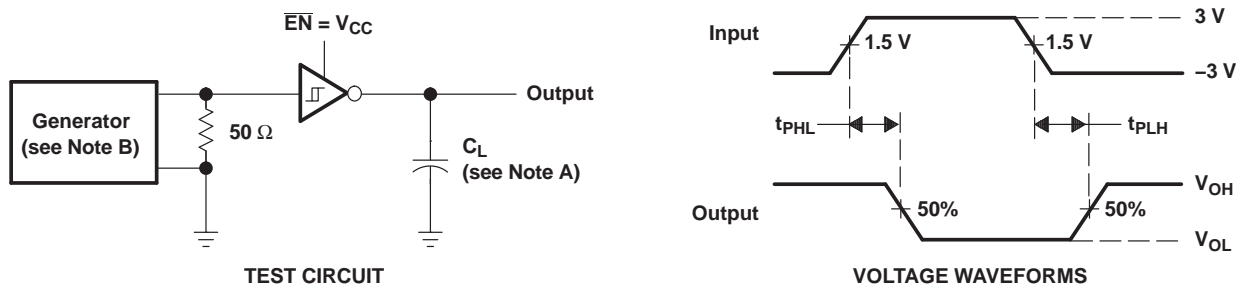 EN = VCC
Generator
(see Note B)
50 Ω
Output
CL
(see Note A)
TEST CIRCUIT
Input
1.5 V
1.5 V
3 V
–3 V
tPHL
tPLH
Output
50%
50%
VOH
VOL
VOLTAGE WAVEFORMS